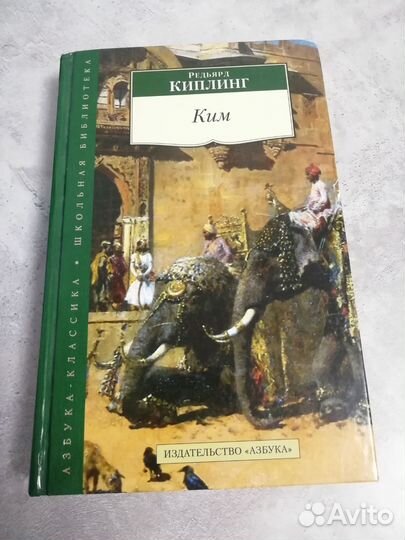 Редьярд
КИПЛИНГ
Ким
АЗБУКА-КЛАССИКА • ШКОЛЬНАЯ БИБЛИОТЕКА
ИЗДАТЕЛЬСТВО «АЗБУКА»
Avito